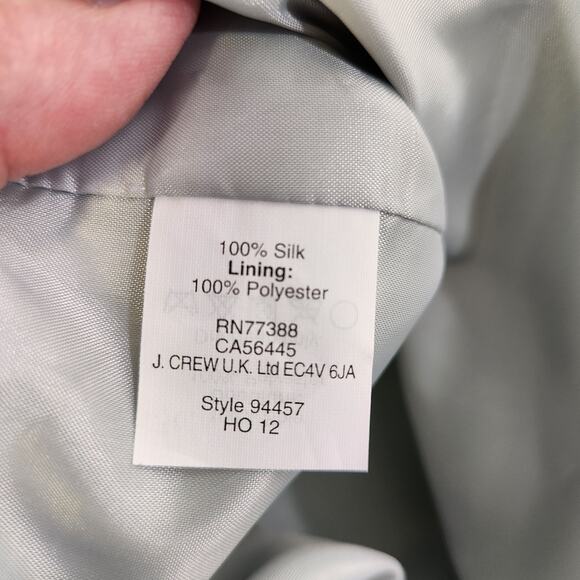 100% Silk
Lining:
100% Polyester
RN77388
CA56445
J. CREW U.K. Ltd EC4V 6JA
Style 94457
HO 12